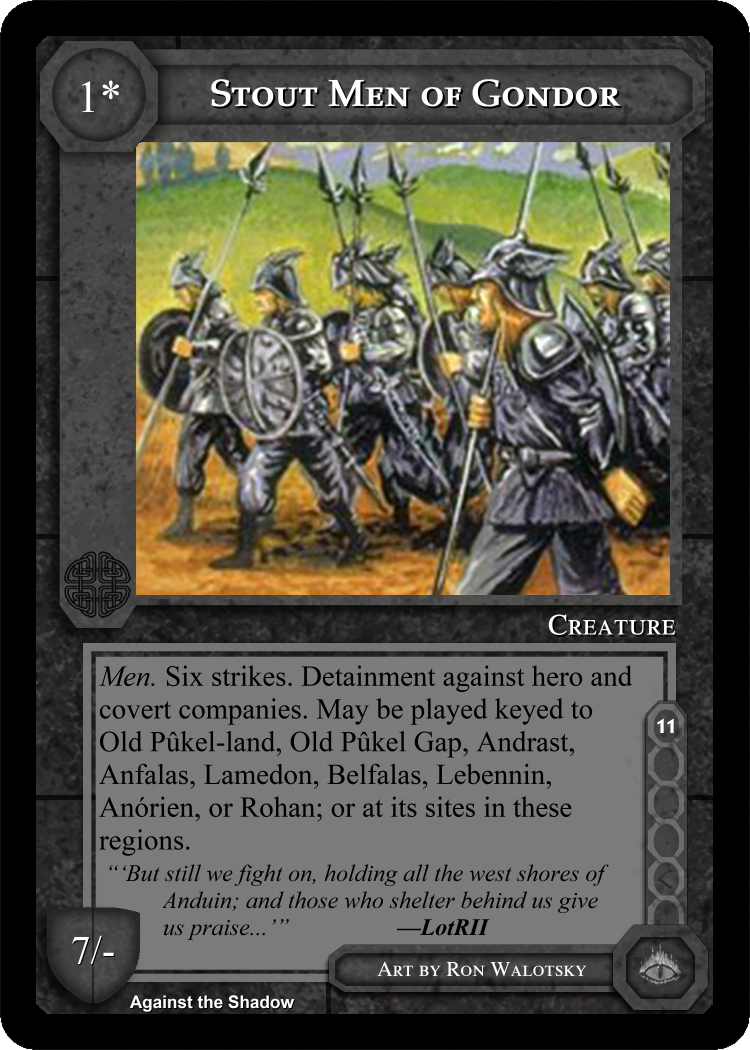 1*
Stout Men of Gondor
Creature
Men. Six strikes. Detainment against hero and
covert companies. May be played keyed to
Old Pûkel-land, Old Pûkel Gap, Andrast,
Anfalas, Lamedon, Belfalas, Lebennin,
Anórien, or Rohan; or at its sites in these
regions.
11
“‘But still we fight on, holding all the west shores of
Anduin; and those who shelter behind us give
us praise...’” —LotRII
7/-
Art by Ron Walotsky
Against the Shadow